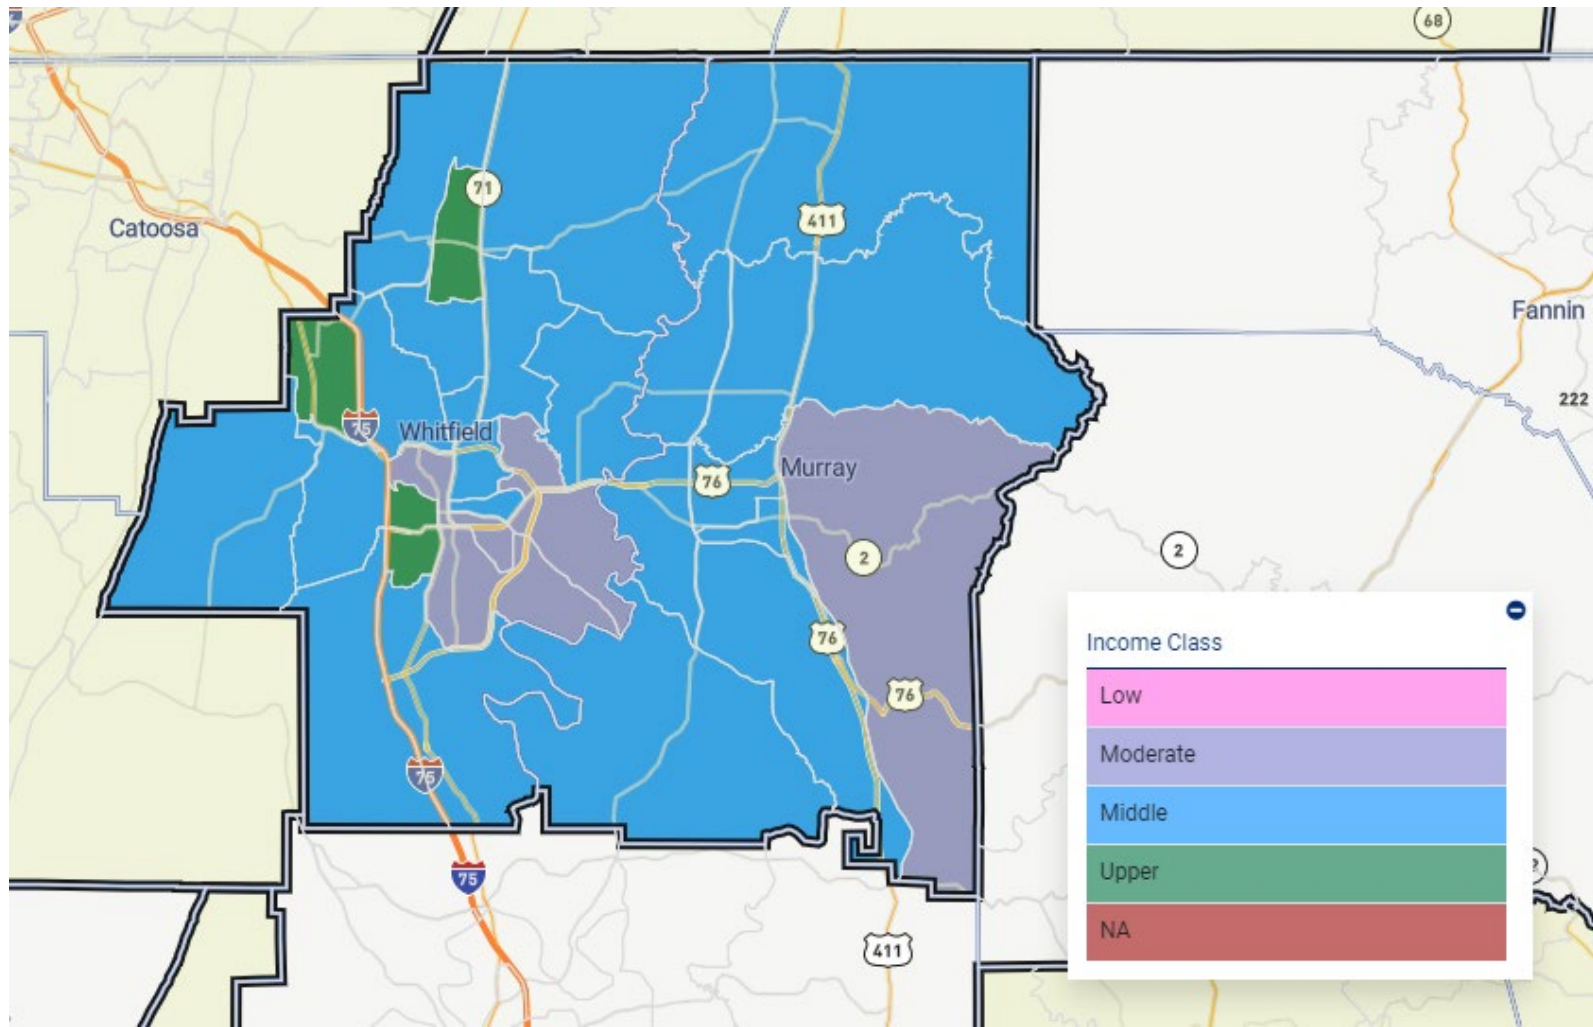 68
71
Catoosa
411
Fannin
222
75
Whitfield
76
Murray
2
2
76
76
75
75
411
Income Class
Low
Moderate
Middle
Upper
NA